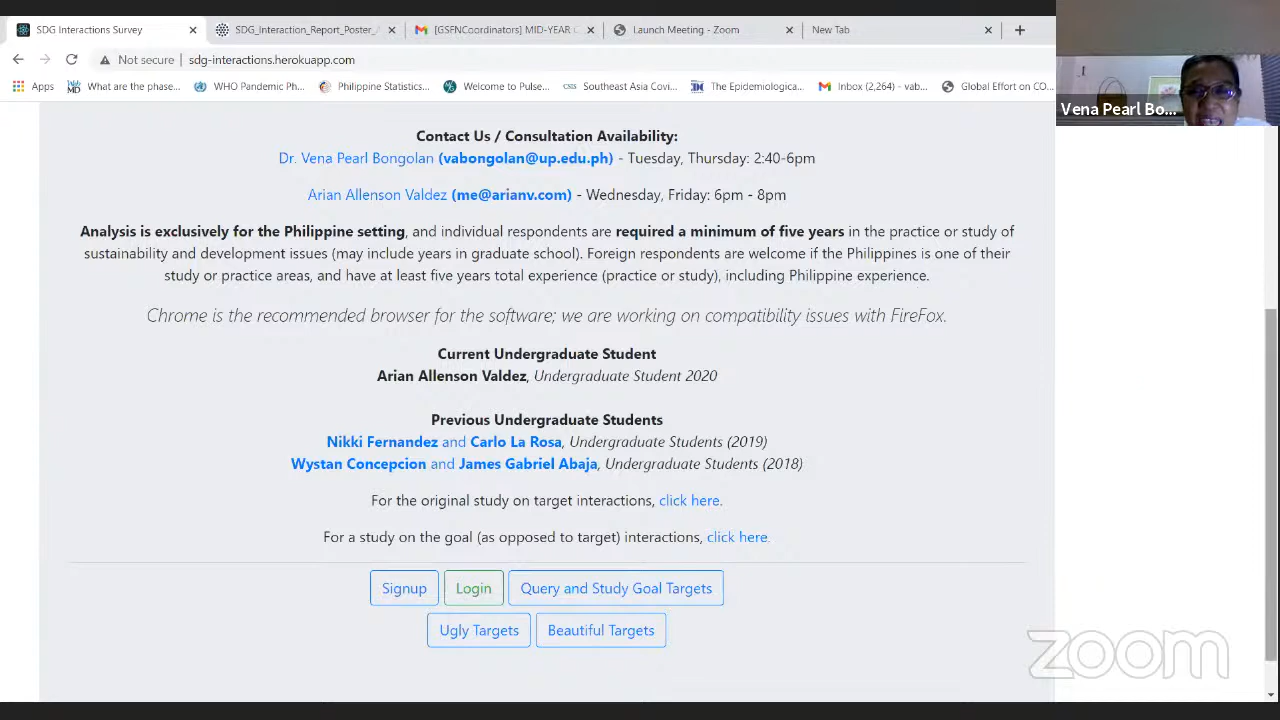 SDG Interactions Survey
SDG_Interaction_Report_Poster_
[GSFNCoordinators] MID-YEAR
Launch Meeting - Zoom
New Tab
Not secure | sdg-interactions.herokuapp.com
Apps What are the phase... WHO Pandemic Ph... Philippine Statistics... Welcome to Pulse... CSIS Southeast Asia Covi... The Epidemiologica... Inbox (2,264) - vab... Global Effort on CO...
Vena Pearl Bo...
Contact Us / Consultation Availability:
Dr. Vena Pearl Bongolan (vabongolan@up.edu.ph) - Tuesday, Thursday: 2:40-6pm
Arian Allenson Valdez (me@arianv.com) - Wednesday, Friday: 6pm - 8pm
Analysis is exclusively for the Philippine setting, and individual respondents are required a minimum of five years in the practice or study of
sustainability and development issues (may include years in graduate school). Foreign respondents are welcome if the Philippines is one of their
study or practice areas, and have at least five years total experience (practice or study), including Philippine experience.
Chrome is the recommended browser for the software; we are working on compatibility issues with FireFox.
Current Undergraduate Student
Arian Allenson Valdez, Undergraduate Student 2020
Previous Undergraduate Students
Nikki Fernandez and Carlo La Rosa, Undergraduate Students (2019)
Wystan Concepcion and James Gabriel Abaja, Undergraduate Students (2018)
For the original study on target interactions, click here.
For a study on the goal (as opposed to target) interactions, click here.
Signup Login Query and Study Goal Targets
Ugly Targets Beautiful Targets
zoom